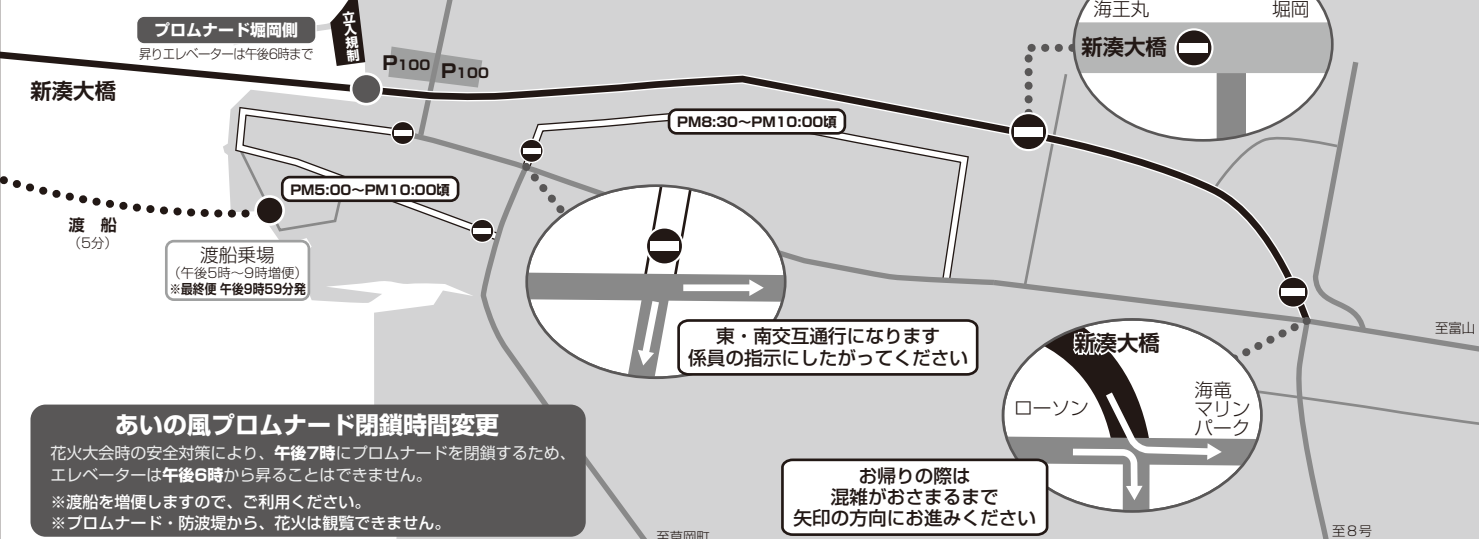 海王丸
堀岡
新湊大橋
プロムナード堀岡側
昇りエレベーターは午後6時まで
立入規制
P100
P100
新湊大橋
PM8:30〜PM10:00頃
PM5:00〜PM10:00頃
渡 船
(5分)
渡船乗場
(午後5時〜9時増便)
※最終便 午後9時59分発
東・南交互通行になります
係員の指示にしたがってください
至富山
新湊大橋
ローソン
海竜
マリン
パーク
あいの風プロムナード閉鎖時間変更
花火大会時の安全対策により、午後7時にプロムナードを閉鎖するため、
エレベーターは午後6時から昇ることはできません。
※渡船を増便しますので、ご利用ください。
※プロムナード・防波堤から、花火は観覧できません。
お帰りの際は
混雑がおさまるまで
矢印の方向にお進みください
至草岡町
至8号